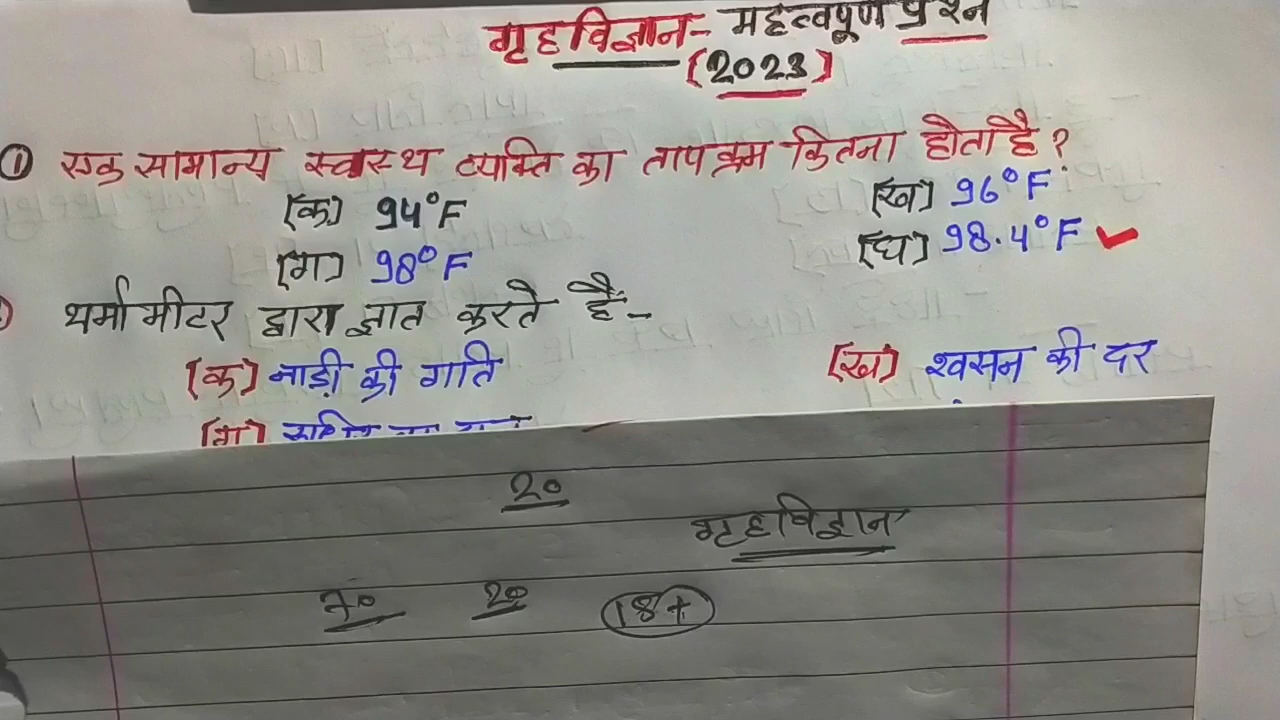 गृहविज्ञान- महत्वपूर्ण प्रश्न
(2023)
① एक सामान्य स्वस्थ व्यक्ति का तापक्रम कितना होता है?
(क) 94°F (ख) 96°F
(ग) 98°F (घ) 98.4°F ✓
थर्मामीटर द्वारा ज्ञात करते हैं-
(क) नाड़ी की गति (ख) श्वसन की दर
(ग)
20
गृहविज्ञान
70 20 18+